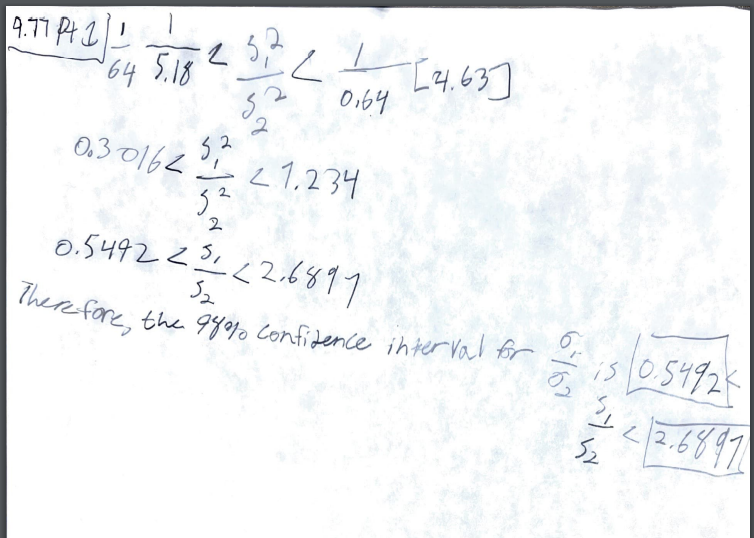 9.77 Pt 1] 1/64 1/5.18 < S₁²/S₂² < 1/0.64 [4.63]
0.3016 < S₁²/S₂² < 7.234
0.5492 < S₁/S₂ < 2.6897
Therefore, the 98% confidence interval for σ₁/σ₂ is 0.5492 <
S₁/S₂ < 2.6897